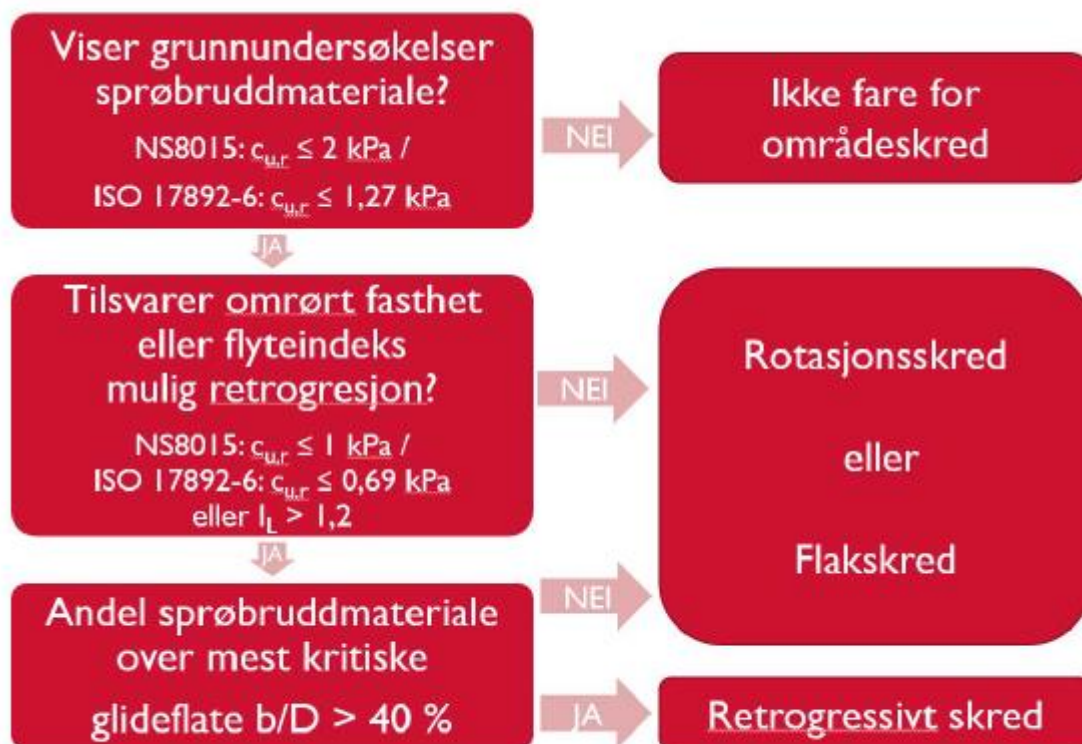 Viser grunnundersøkelser
sprøbruddmateriale?
NS8015: cu,r ≤ 2 kPa /
ISO 17892-6: cu,r ≤ 1,27 kPa
NEI
Ikke fare for
områdeskred
JA
Tilsvarer omrørt fasthet
eller flyteindeks
mulig retrogresjon?
NS8015: cu,r ≤ 1 kPa /
ISO 17892-6: cu,r ≤ 0,69 kPa
eller IL > 1,2
NEI
Rotasjonsskred
eller
Flakskred
JA
Andel sprøbruddmateriale
over mest kritiske
glideflate b/D > 40 %
NEI
JA
Retrogressivt skred